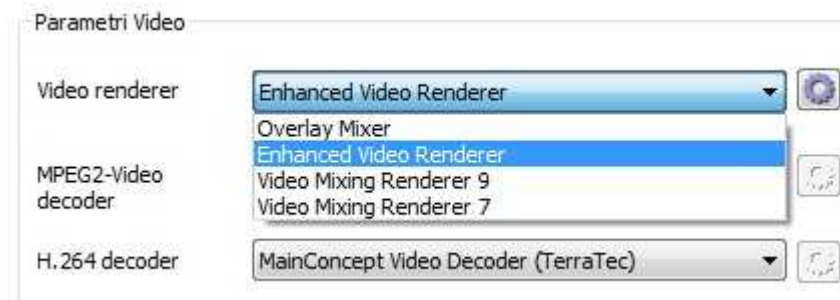 Parametri Video
Video renderer
Enhanced Video Renderer
Overlay Mixer
Enhanced Video Renderer
Video Mixing Renderer 9
Video Mixing Renderer 7
MPEG2-Video
decoder
H.264 decoder
MainConcept Video Decoder (TerraTec)